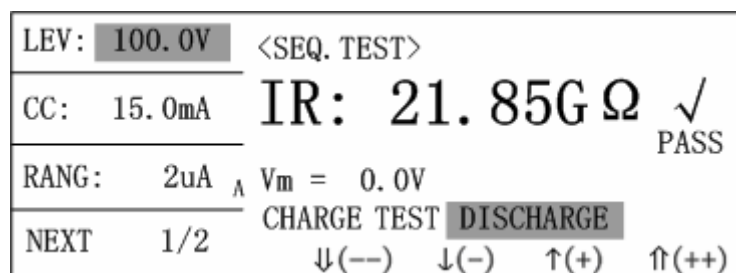 LEV: 100.0V
CC: 15.0mA
RANG: 2uA A
NEXT 1/2
<SEQ. TEST>
IR: 21.85GΩ √
PASS
Vm = 0.0V
CHARGE TEST DISCHARGE
⇓(--) ↓(-) ↑(+) ⇑(++)